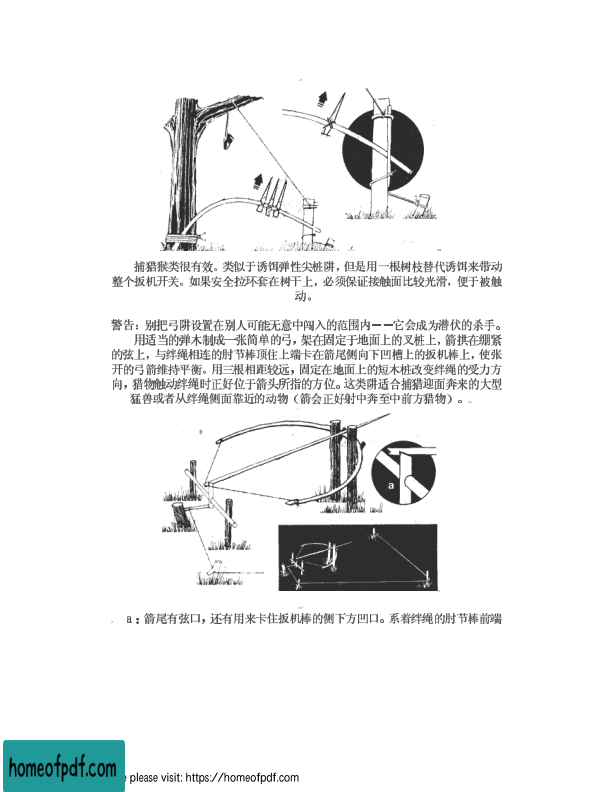 捕猎猴类很有效。类似于诱饵弹性尖桩阱，但是用一根树枝替代诱饵来带动
整个扳机开关。如果安全拉环套在树干上，必须保证接触面比较光滑，便于被触
动。
警告：别把弓阱设置在别人可能无意中闯入的范围内－－它会成为潜伏的杀手。
用适当的弹木制成一张简单的弓，架在固定于地面上的叉桩上，箭拱在绷紧
的弦上，与绊绳相连的肘节棒顶住上端卡在箭尾侧向下凹槽上的扳机棒上，使张
开的弓箭维持平衡。用三根相距较远，固定在地面上的短木桩改变绊绳的受力方
向，猎物触动绊绳时正好位于箭头所指的方位。这类阱适合捕猎迎面奔来的大型
猛兽或者从绊绳侧面靠近的动物（箭会正好射中奔至中前方猎物）。
a
a：箭尾有弦口，还有用来卡住扳机棒的侧下方凹口。系着绊绳的肘节棒前端
homeofpdf.com
e please visit: https://homeofpdf.com